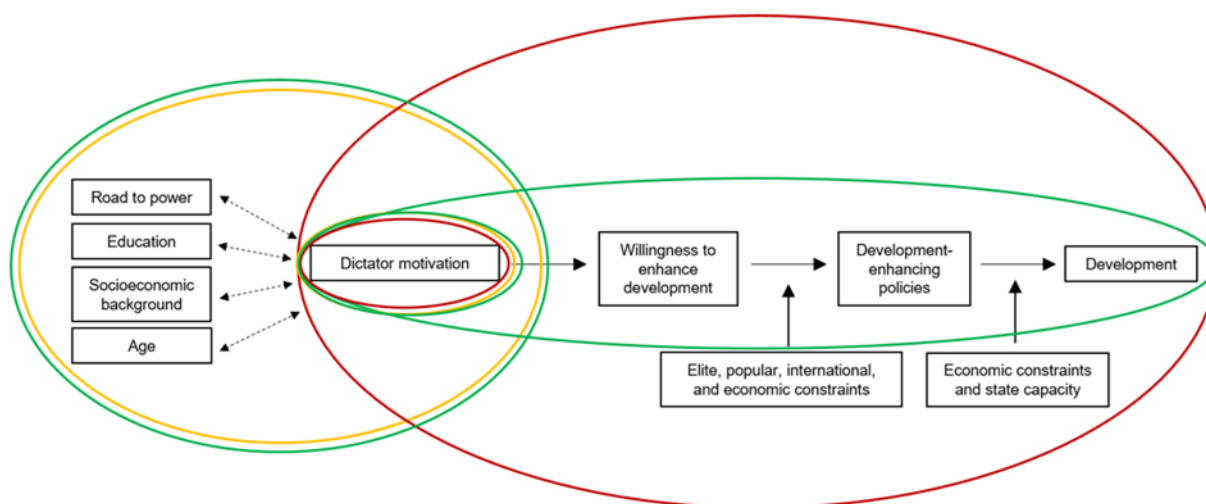 Road to power
Education
Socioeconomic
background
Age
Dictator motivation
Willingness to
enhance
development
Development-
enhancing
policies
Development
Elite, popular, international,
and economic constraints
Economic constraints
and state capacity